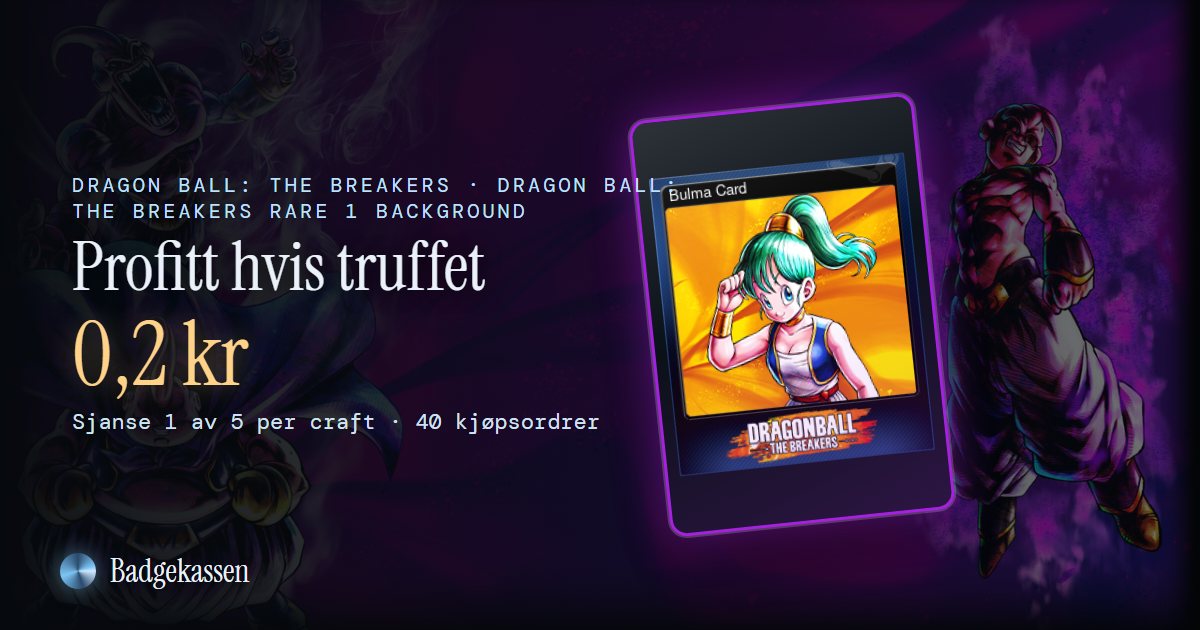 DRAGON BALL: THE BREAKERS · DRAGON BALL:
THE BREAKERS RARE 1 BACKGROUND
Profitt hvis truffet
0,2 kr
Sjanse 1 av 5 per craft · 40 kjøpsordrer
Badgekassen
Bulma Card
DRAGONBALL
THE BREAKERS